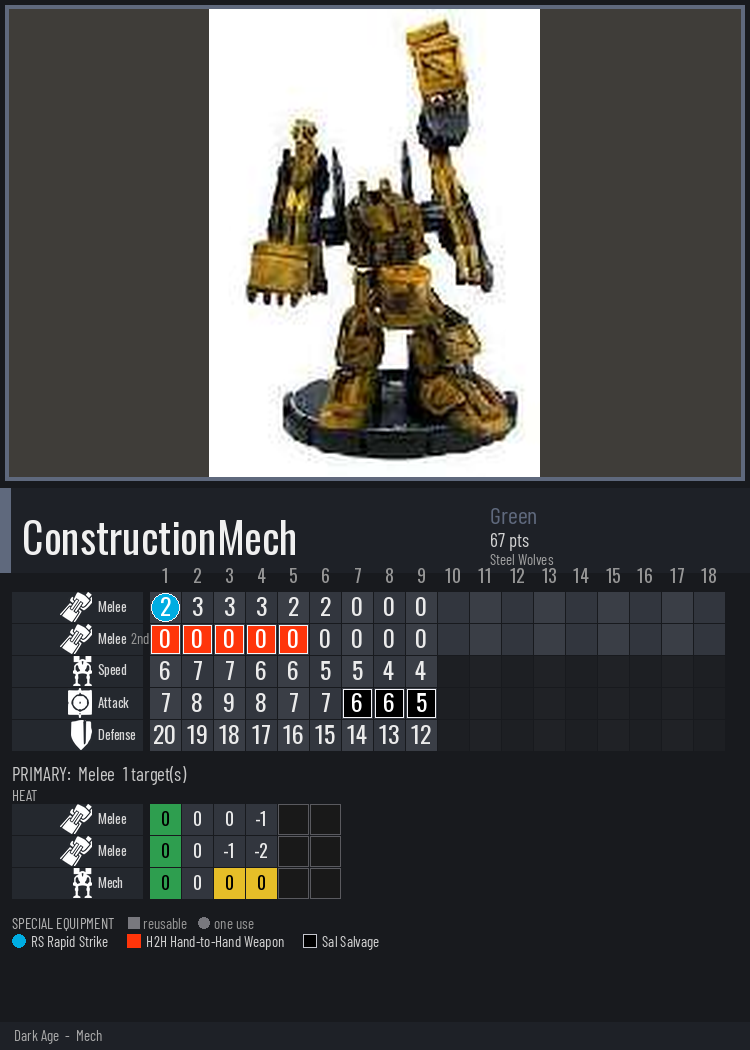 ConstructionMech
Green
67 pts
Steel Wolves
1 2 3 4 5 6 7 8 9 10 11 12 13 14 15 16 17 18
Melee 2 3 3 3 2 2 0 0 0
Melee 2nd 0 0 0 0 0 0 0 0 0
Speed 6 7 7 6 6 5 5 4 4
Attack 7 8 9 8 7 7 6 6 5
Defense 20 19 18 17 16 15 14 13 12
PRIMARY: Melee 1 target(s)
HEAT
Melee 0 0 0 -1
Melee 0 0 -1 -2
Mech 0 0 0 0
SPECIAL EQUIPMENT reusable one use
RS Rapid Strike H2H Hand-to-Hand Weapon Sal Salvage
Dark Age - Mech